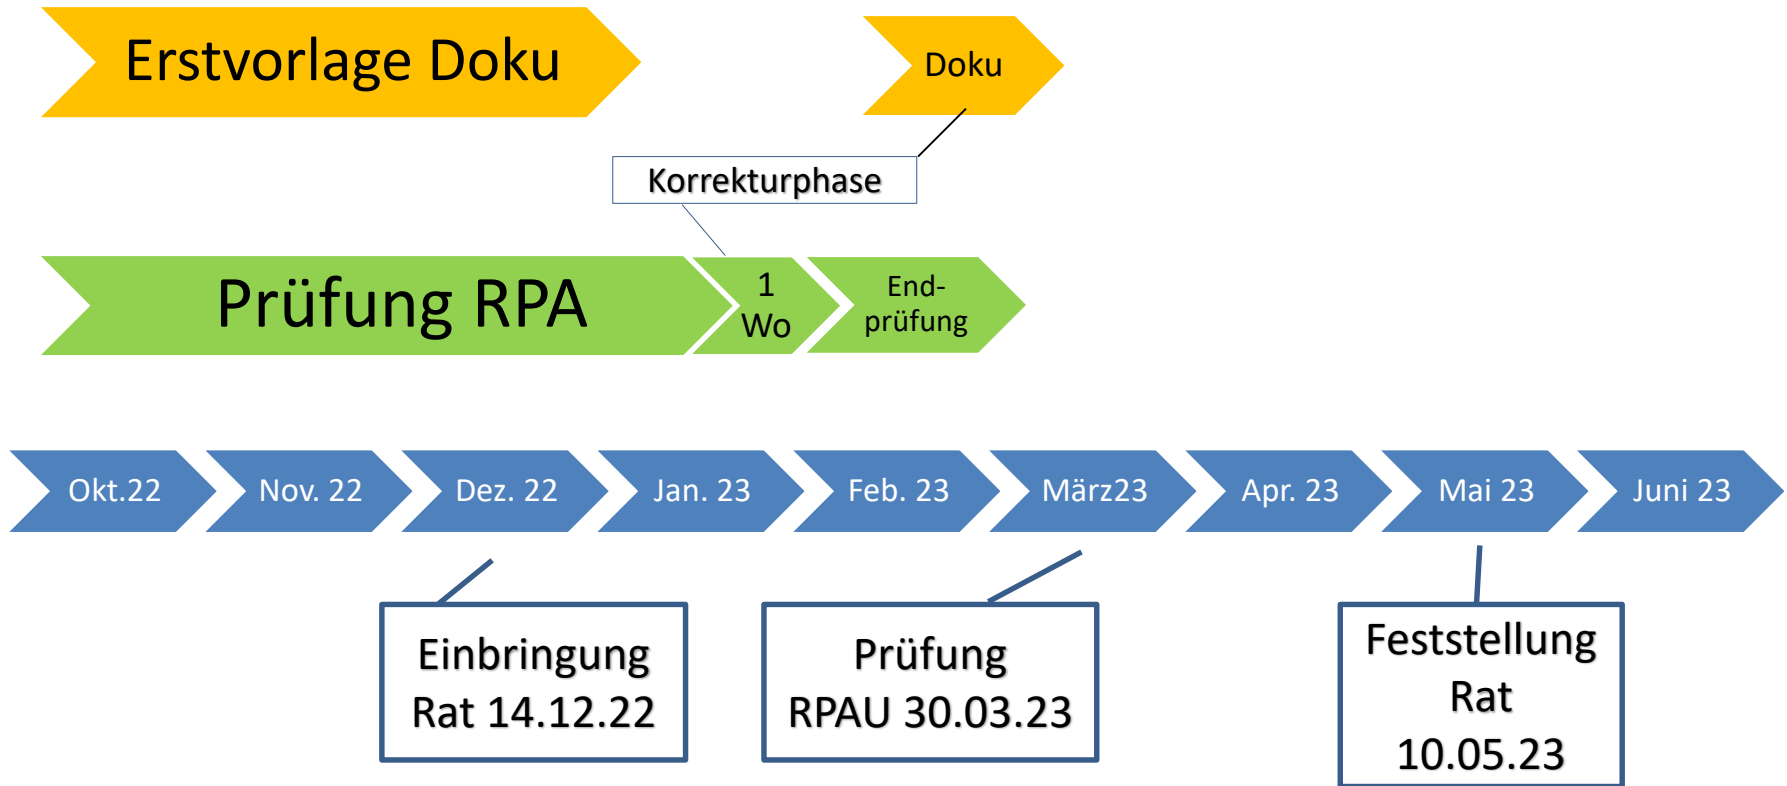 Erstvorlage Doku
Doku
Korrekturphase
Prüfung RPA
1
Wo
End-
prüfung
Okt.22
Nov. 22
Dez. 22
Jan. 23
Feb. 23
März23
Apr. 23
Mai 23
Juni 23
Einbringung
Rat 14.12.22
Prüfung
RPAU 30.03.23
Feststellung
Rat
10.05.23